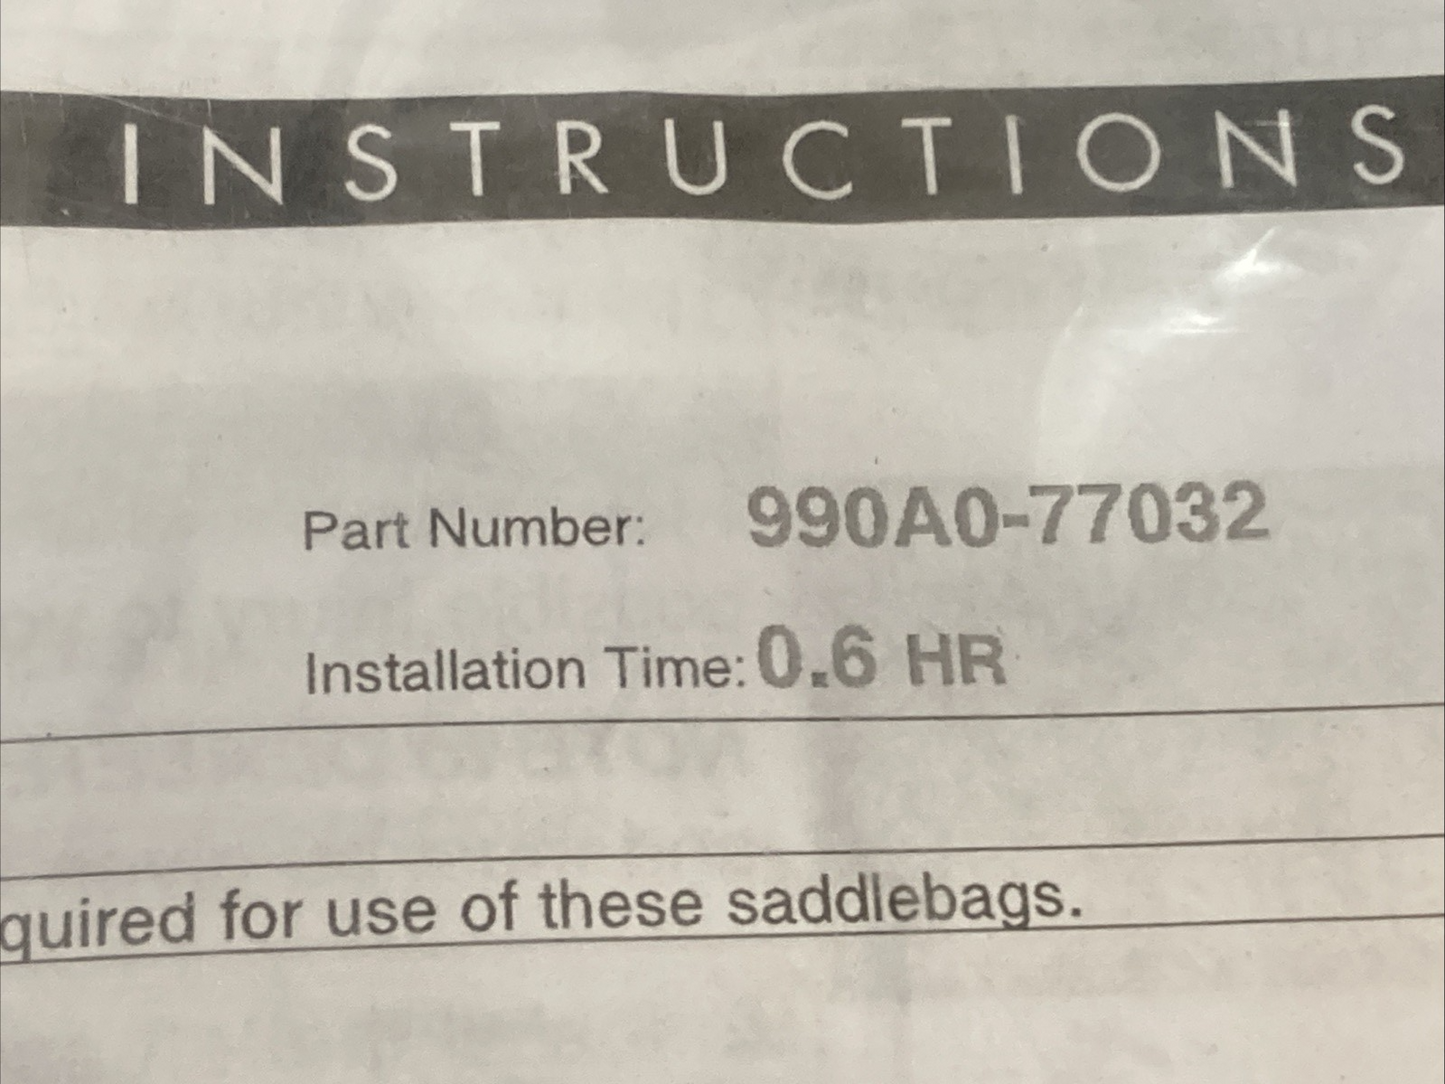 INSTRUCTIONS
Part Number: 990A0-77032
Installation Time: 0.6 HR
quired for use of these saddlebags.